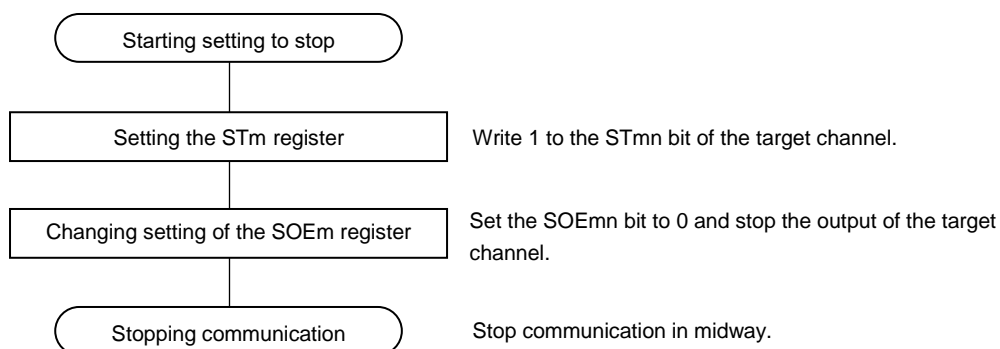 Starting setting to stop
Setting the STm register
Write 1 to the STmn bit of the target channel.
Changing setting of the SOEm register
Set the SOEmn bit to 0 and stop the output of the target
channel.
Stopping communication
Stop communication in midway.